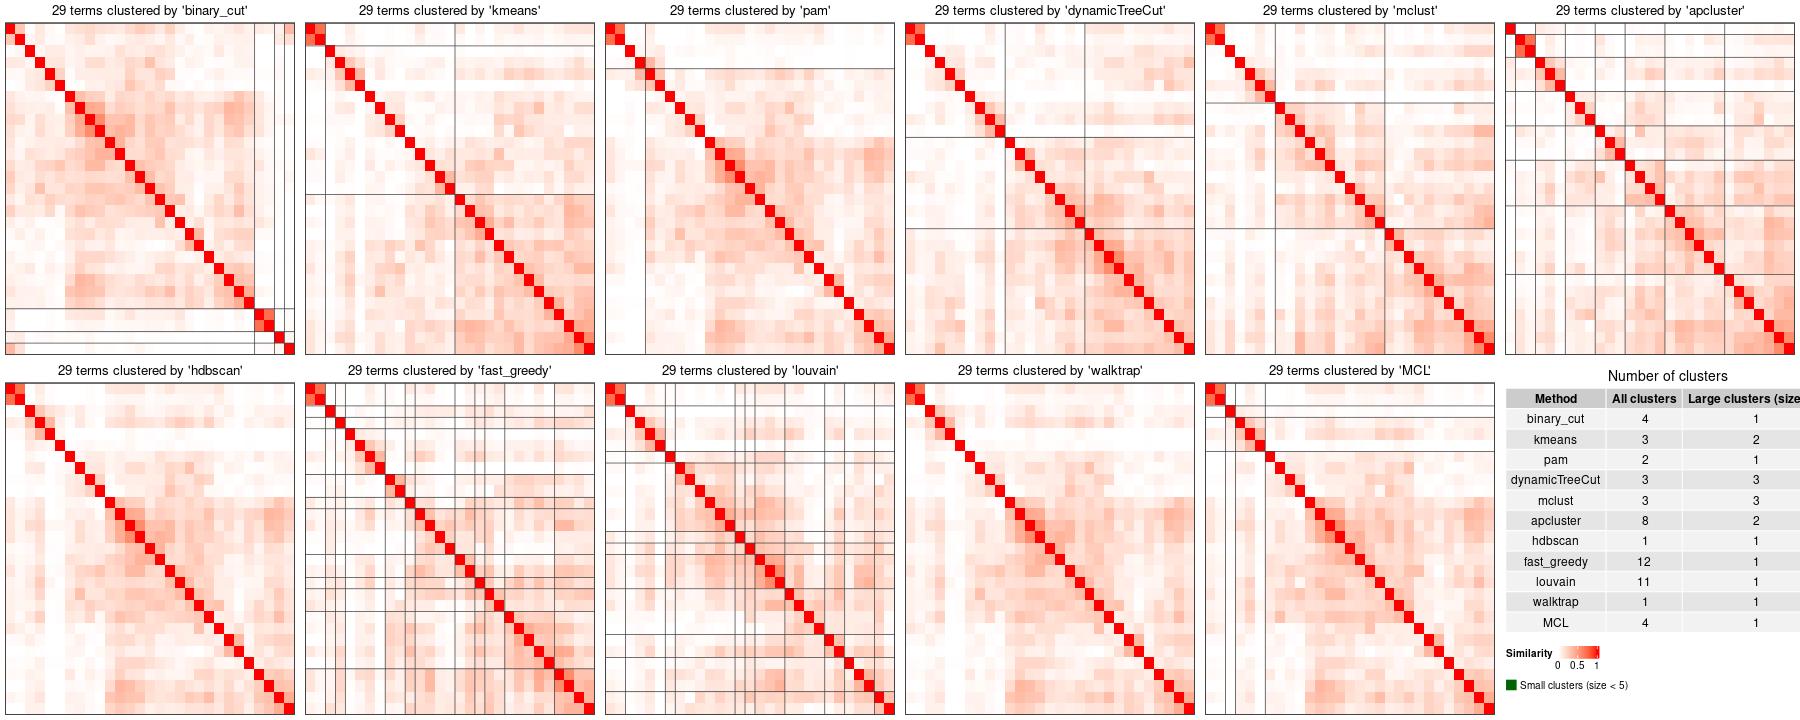 29 terms clustered by 'binary_cut'
29 terms clustered by 'kmeans'
29 terms clustered by 'pam'
29 terms clustered by 'dynamicTreeCut'
29 terms clustered by 'mclust'
29 terms clustered by 'apcluster'
29 terms clustered by 'hdbscan'
29 terms clustered by 'fast_greedy'
29 terms clustered by 'louvain'
29 terms clustered by 'walktrap'
29 terms clustered by 'MCL'
Number of clusters
Method All clusters Large clusters (size
binary_cut 4 1
kmeans 3 2
pam 2 1
dynamicTreeCut 3 3
mclust 3 3
apcluster 8 2
hdbscan 1 1
fast_greedy 12 1
louvain 11 1
walktrap 1 1
MCL 4 1
Similarity
0 0.5 1
Small clusters (size < 5)